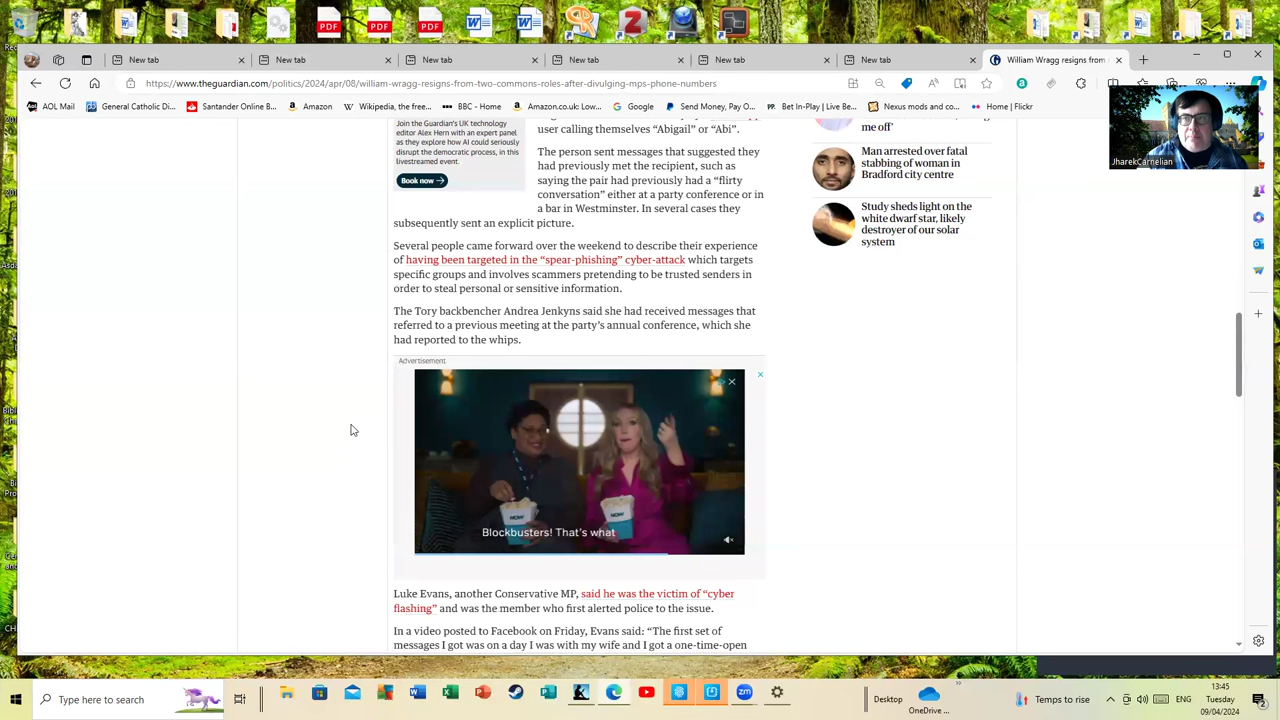 PDF
PDF
PDF
New tab
New tab
New tab
New tab
New tab
New tab
William Wragg resigns from
https://www.theguardian.com/politics/2024/apr/08/william-wragg-resigns-from-two-commons-roles-after-divulging-mps-phone-numbers
AOL Mail
General Catholic Di...
Santander Online B...
Amazon
Wikipedia, the free...
BBC - Home
Amazon.co.uk: Low...
Google
Send Money, Pay O...
Bet In-Play | Live Be...
Nexus mods and co...
Home | Flickr
JharekCarnelian
Join the Guardian's UK technology
editor Alex Hern with an expert panel
as they explore how AI could seriously
disrupt the democratic process, in this
livestreamed event.
Book now
user calling themselves “Abigail” or “Abi”.
The person sent messages that suggested they
had previously met the recipient, such as
saying the pair had previously had a “flirty
conversation” either at a party conference or in
a bar in Westminster. In several cases they
subsequently sent an explicit picture.
Several people came forward over the weekend to describe their experience
of having been targeted in the “spear-phishing” cyber-attack which targets
specific groups and involves scammers pretending to be trusted senders in
order to steal personal or sensitive information.
The Tory backbencher Andrea Jenkyns said she had received messages that
referred to a previous meeting at the party’s annual conference, which she
had reported to the whips.
Advertisement
NOW
NOW
Blockbusters! That's what
Luke Evans, another Conservative MP, said he was the victim of “cyber
flashing” and was the member who first alerted police to the issue.
In a video posted to Facebook on Friday, Evans said: “The first set of
messages I got was on a day I was with my wife and I got a one-time-open
me off’
Man arrested over fatal
stabbing of woman in
Bradford city centre
Study sheds light on the
white dwarf star, likely
destroyer of our solar
system
Type here to search
Desktop
OneDrive ...
Temps to rise
ENG
13:45
Tuesday
09/04/2024